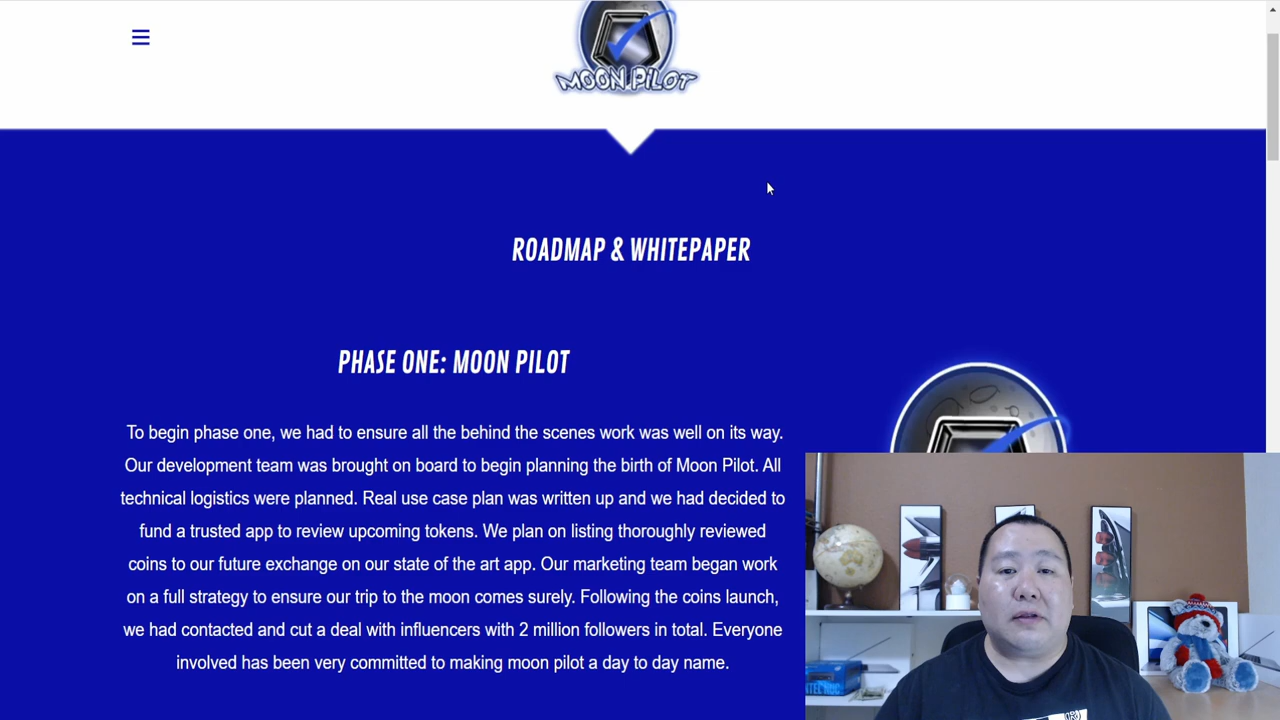 MOON PILOT
ROADMAP & WHITEPAPER
PHASE ONE: MOON PILOT
To begin phase one, we had to ensure all the behind the scenes work was well on its way.
Our development team was brought on board to begin planning the birth of Moon Pilot. All
technical logistics were planned. Real use case plan was written up and we had decided to
fund a trusted app to review upcoming tokens. We plan on listing thoroughly reviewed
coins to our future exchange on our state of the art app. Our marketing team began work
on a full strategy to ensure our trip to the moon comes surely. Following the coins launch,
we had contacted and cut a deal with influencers with 2 million followers in total. Everyone
involved has been very committed to making moon pilot a day to day name.
INTEL NUC